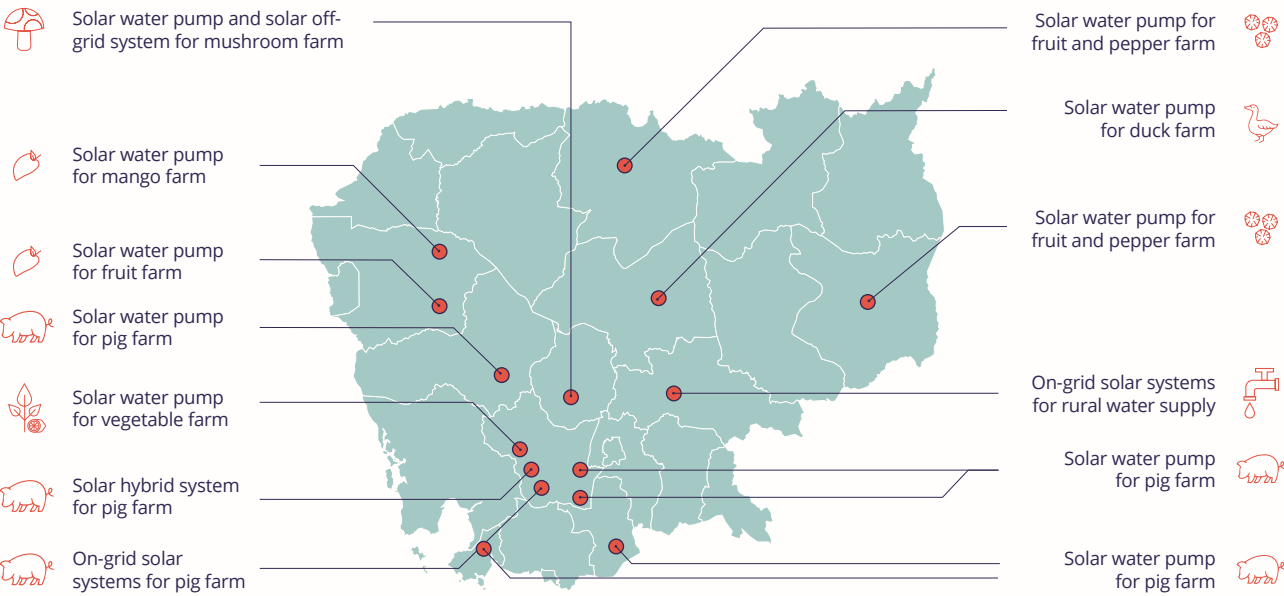 Solar water pump and solar off-
grid system for mushroom farm
Solar water pump
for mango farm
Solar water pump
for fruit farm
Solar water pump
for pig farm
Solar water pump
for vegetable farm
Solar hybrid system
for pig farm
On-grid solar
systems for pig farm
Solar water pump for
fruit and pepper farm
Solar water pump
for duck farm
Solar water pump for
fruit and pepper farm
On-grid solar systems
for rural water supply
Solar water pump
for pig farm
Solar water pump
for pig farm